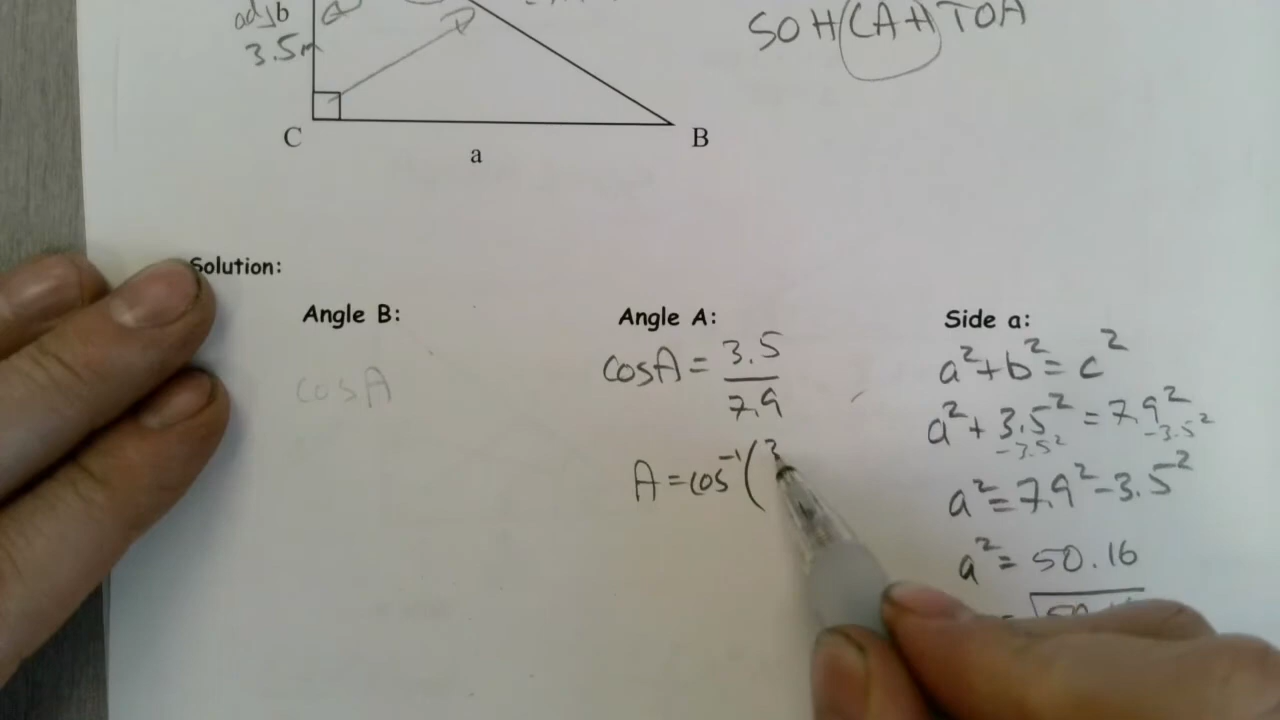 adj b
3.5m
SOH CAH TOA
C
B
a
Solution:
Angle B:
cosA
Angle A:
cosA = 3.5/7.9
A = cos⁻¹(3
Side a:
a² + b² = c²
a² + 3.5² = 7.9²
-3.5² -3.5²
a² = 7.9² - 3.5²
a² = 50.16